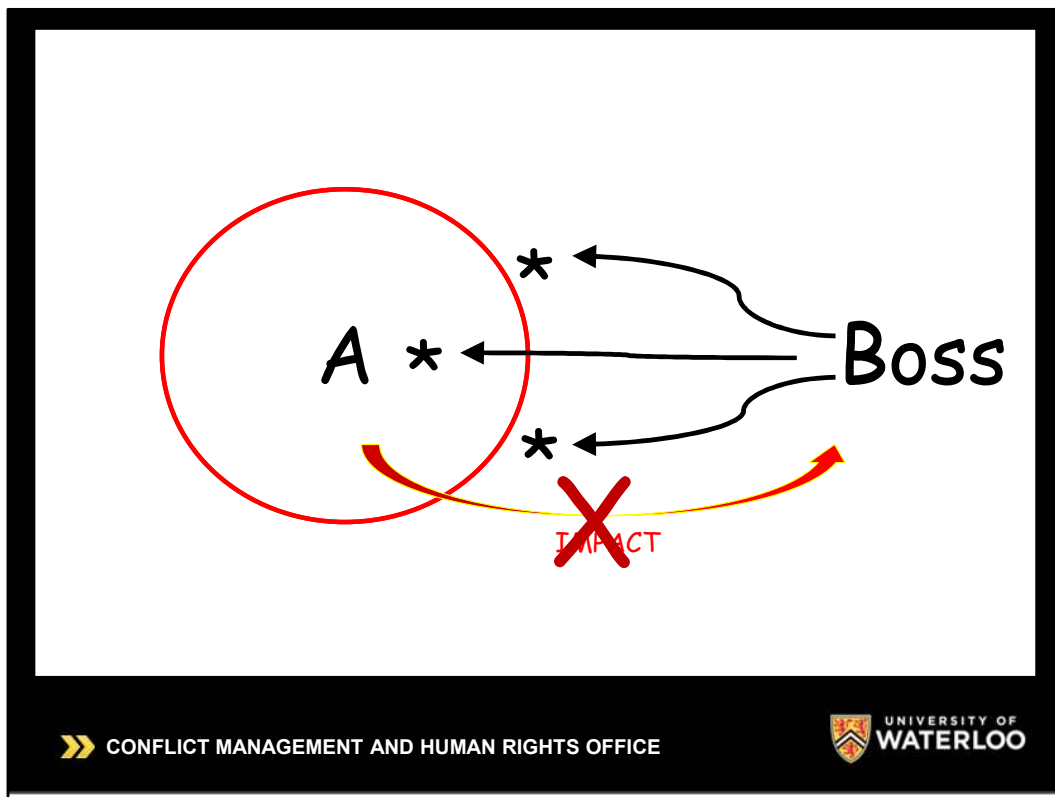 *
A * Boss
*
IMPACT
CONFLICT MANAGEMENT AND HUMAN RIGHTS OFFICE
UNIVERSITY OF
WATERLOO